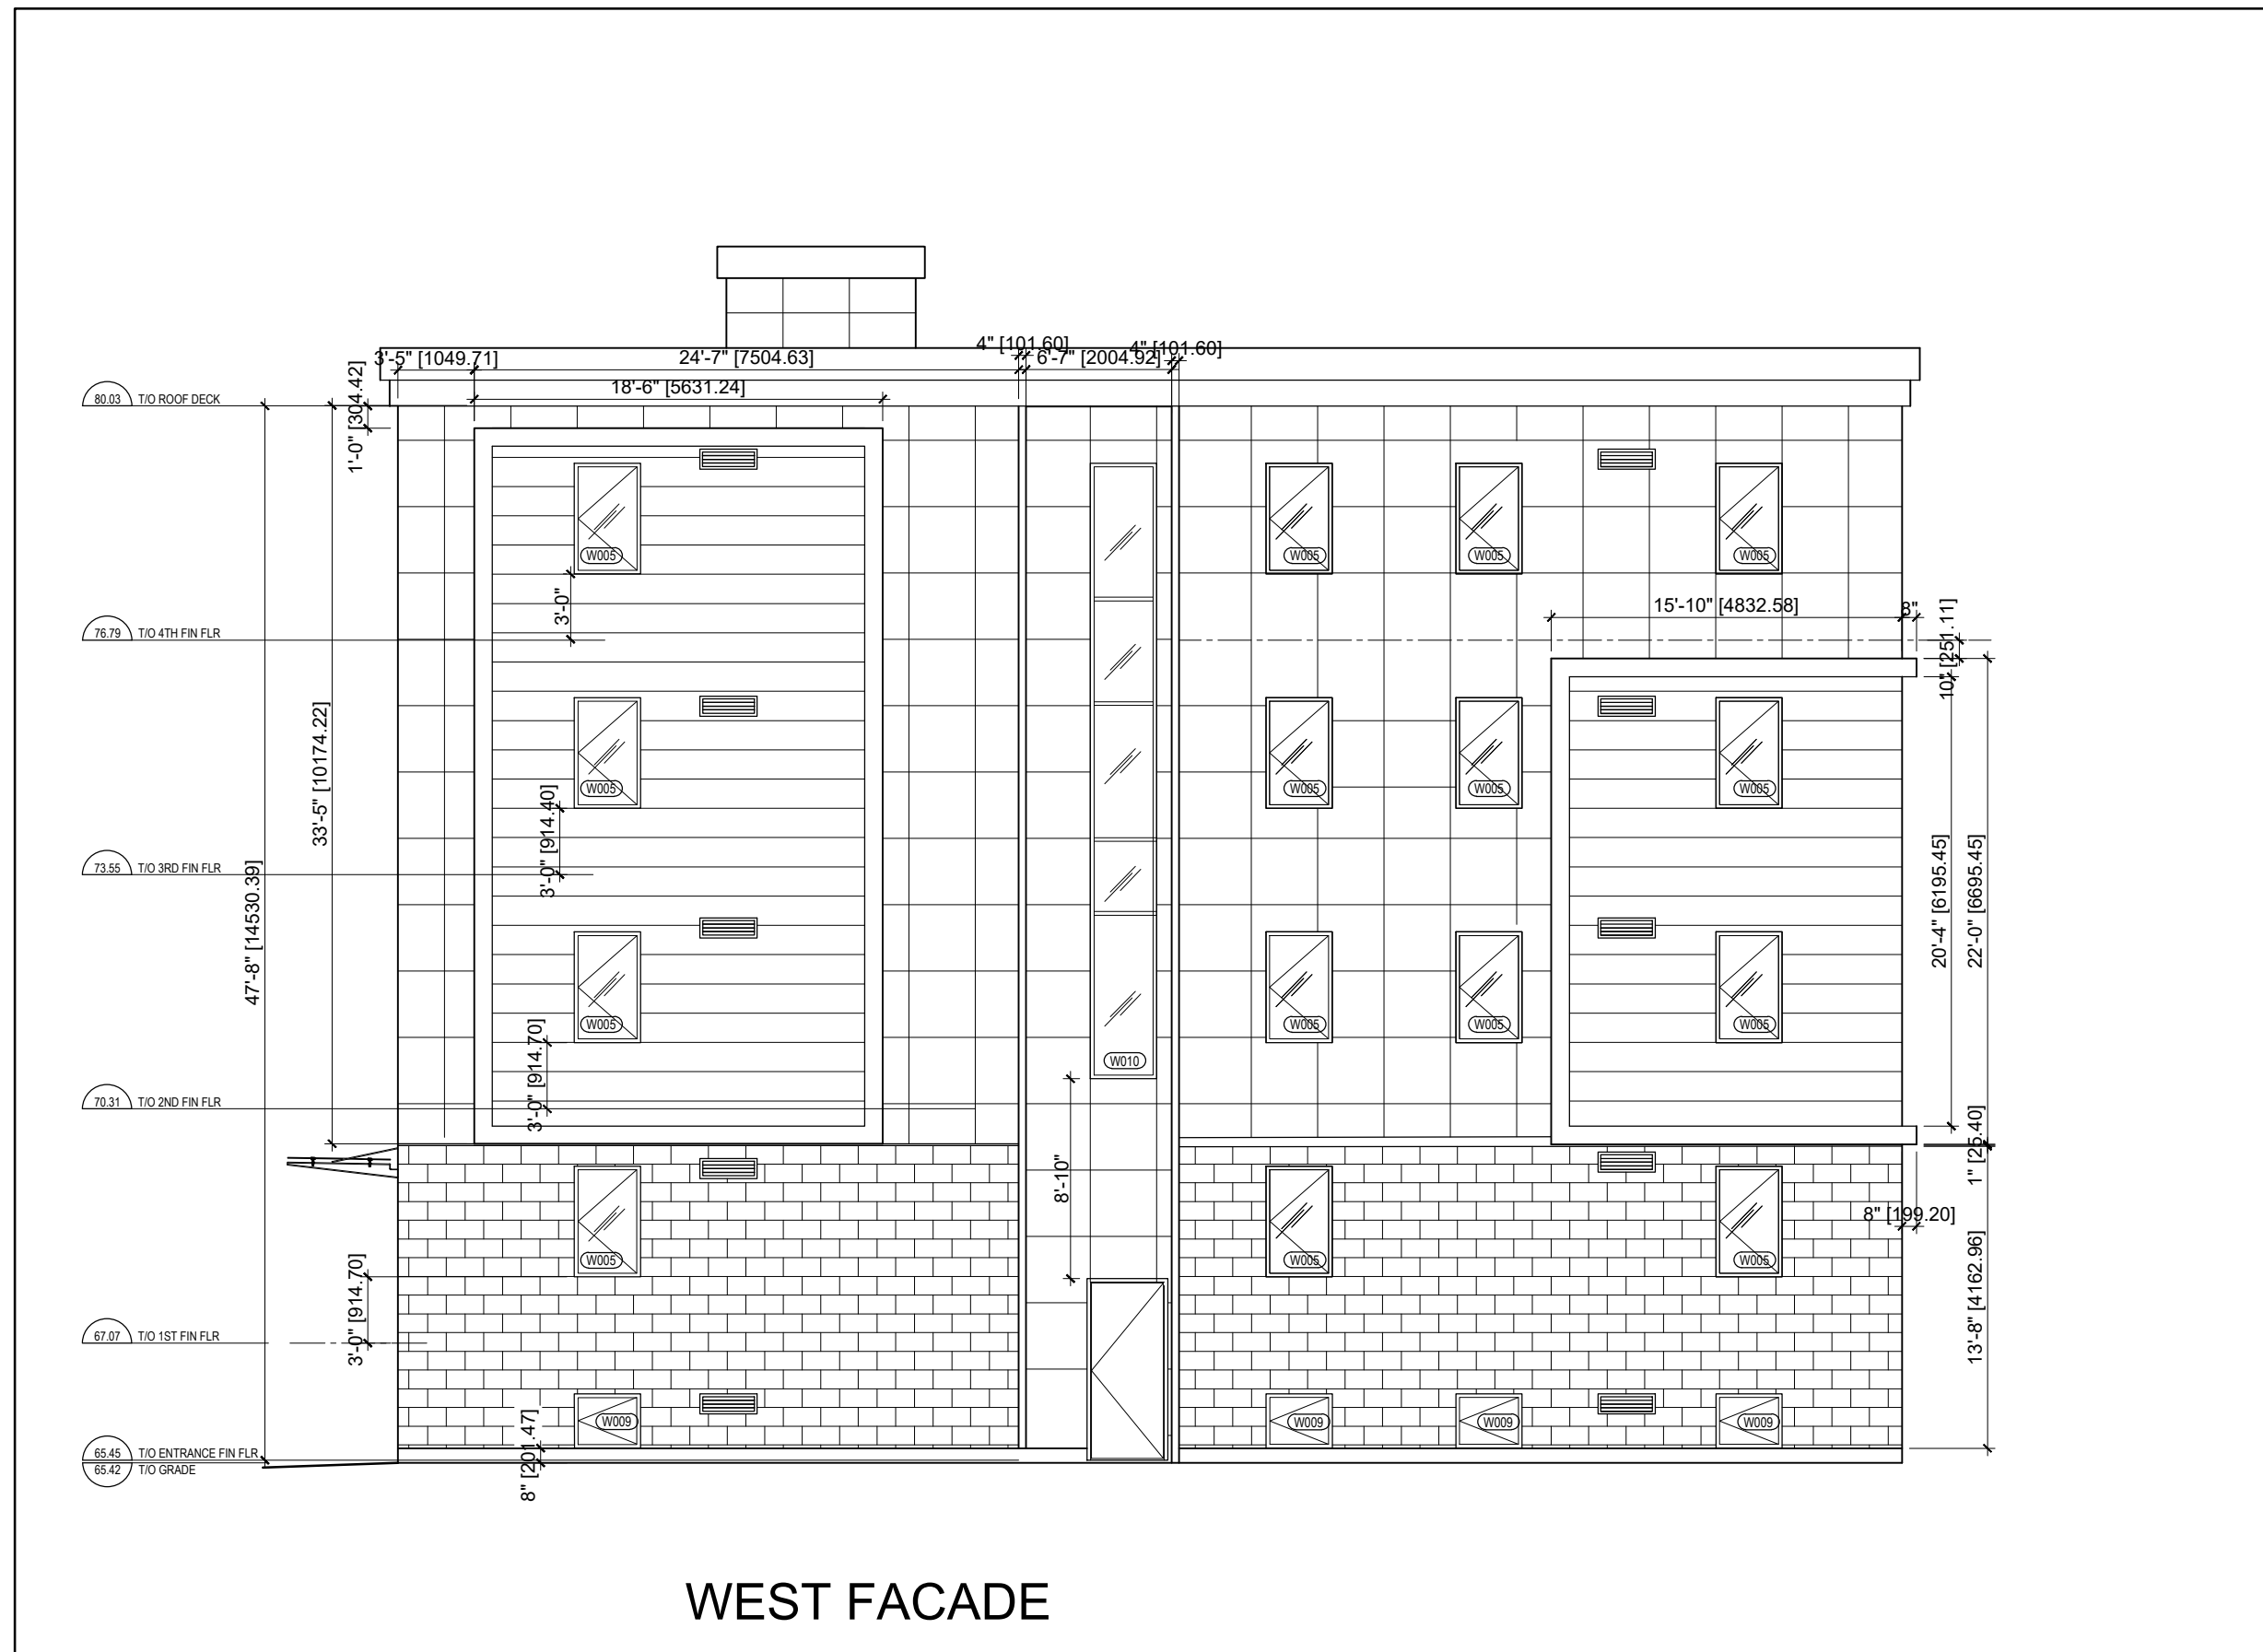 4" [101.60]
4" [101.60]
3'-5" [1049.71]
24'-7" [7504.63]
6'-7" [2004.92]
18'-6" [5631.24]
80.03 T/O ROOF DECK
1'-0" [304.42]
W005
W005
W005
W005
3'-0"
15'-10" [4832.58]
8"
76.79 T/O 4TH FIN FLR
10" [251.11]
33'-5" [10174.22]
W005
W005
W005
W005
3'-0" [914.40]
73.55 T/O 3RD FIN FLR
47'-8" [14530.39]
20'-4" [6195.45]
22'-0" [6695.45]
W005
W005
W005
W005
W010
3'-0" [914.70]
70.31 T/O 2ND FIN FLR
1" [25.40]
8'-10"
8" [199.20]
W005
W005
W005
3'-0" [914.70]
13'-8" [4162.96]
67.07 T/O 1ST FIN FLR
W009
W009
W009
W009
65.45 T/O ENTRANCE FIN FLR
65.42 T/O GRADE
8" [201.47]
WEST FACADE